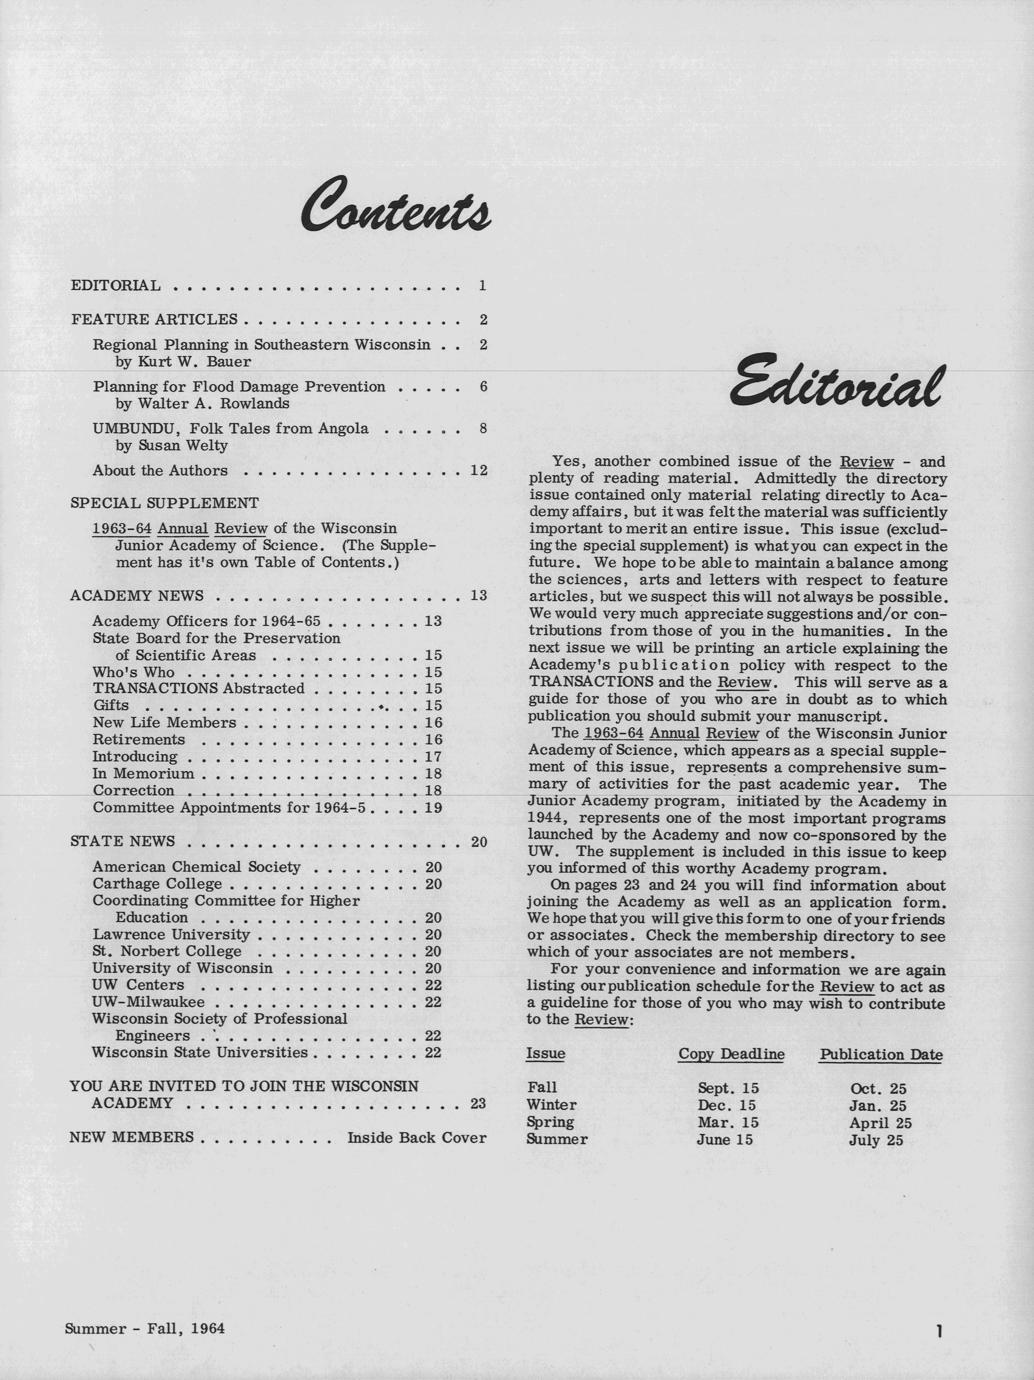 Contents
EDITORIAL . . . . . . . . . . . . . . . . . . . . . 1
FEATURE ARTICLES . . . . . . . . . . . . . . . . 2
Regional Planning in Southeastern Wisconsin . . 2
by Kurt W. Bauer
Planning for Flood Damage Prevention . . . . . 6
by Walter A. Rowlands
UMBUNDU, Folk Tales from Angola . . . . . . 8
by Susan Welty
About the Authors . . . . . . . . . . . . . . . . 12
SPECIAL SUPPLEMENT
1963-64 Annual Review of the Wisconsin
Junior Academy of Science. (The Supple-
ment has it's own Table of Contents.)
ACADEMY NEWS . . . . . . . . . . . . . . . . . . 13
Academy Officers for 1964-65 . . . . . . . 13
State Board for the Preservation
of Scientific Areas . . . . . . . . . . . 15
Who's Who . . . . . . . . . . . . . . . . . 15
TRANSACTIONS Abstracted . . . . . . . . 15
Gifts . . . . . . . . . . . . . . . . . . . . 15
New Life Members . . . . . . . . . . . . . 16
Retirements . . . . . . . . . . . . . . . . 16
Introducing . . . . . . . . . . . . . . . . . 17
In Memorium . . . . . . . . . . . . . . . . 18
Correction . . . . . . . . . . . . . . . . . 18
Committee Appointments for 1964-5 . . . . 19
STATE NEWS . . . . . . . . . . . . . . . . . . . . 20
American Chemical Society . . . . . . . . 20
Carthage College . . . . . . . . . . . . . . 20
Coordinating Committee for Higher
Education . . . . . . . . . . . . . . . . 20
Lawrence University . . . . . . . . . . . . 20
St. Norbert College . . . . . . . . . . . . 20
University of Wisconsin . . . . . . . . . . 20
UW Centers . . . . . . . . . . . . . . . . 22
UW-Milwaukee . . . . . . . . . . . . . . . 22
Wisconsin Society of Professional
Engineers . . . . . . . . . . . . . . . . 22
Wisconsin State Universities . . . . . . . . 22
YOU ARE INVITED TO JOIN THE WISCONSIN
ACADEMY . . . . . . . . . . . . . . . . . . . . 23
NEW MEMBERS . . . . . . . . . . Inside Back Cover
Editorial
Yes, another combined issue of the Review - and
plenty of reading material. Admittedly the directory
issue contained only material relating directly to Aca-
demy affairs, but it was felt the material was sufficiently
important to merit an entire issue. This issue (exclud-
ing the special supplement) is what you can expect in the
future. We hope to be able to maintain a balance among
the sciences, arts and letters with respect to feature
articles, but we suspect this will not always be possible.
We would very much appreciate suggestions and/or con-
tributions from those of you in the humanities. In the
next issue we will be printing an article explaining the
Academy's publication policy with respect to the
TRANSACTIONS and the Review. This will serve as a
guide for those of you who are in doubt as to which
publication you should submit your manuscript.
The 1963-64 Annual Review of the Wisconsin Junior
Academy of Science, which appears as a special supple-
ment of this issue, represents a comprehensive sum-
mary of activities for the past academic year. The
Junior Academy program, initiated by the Academy in
1944, represents one of the most important programs
launched by the Academy and now co-sponsored by the
UW. The supplement is included in this issue to keep
you informed of this worthy Academy program.
On pages 23 and 24 you will find information about
joining the Academy as well as an application form.
We hope that you will give this form to one of your friends
or associates. Check the membership directory to see
which of your associates are not members.
For your convenience and information we are again
listing our publication schedule for the Review to act as
a guideline for those of you who may wish to contribute
to the Review:
Issue Copy Deadline Publication Date
Fall Sept. 15 Oct. 25
Winter Dec. 15 Jan. 25
Spring Mar. 15 April 25
Summer June 15 July 25
Summer - Fall, 1964 1